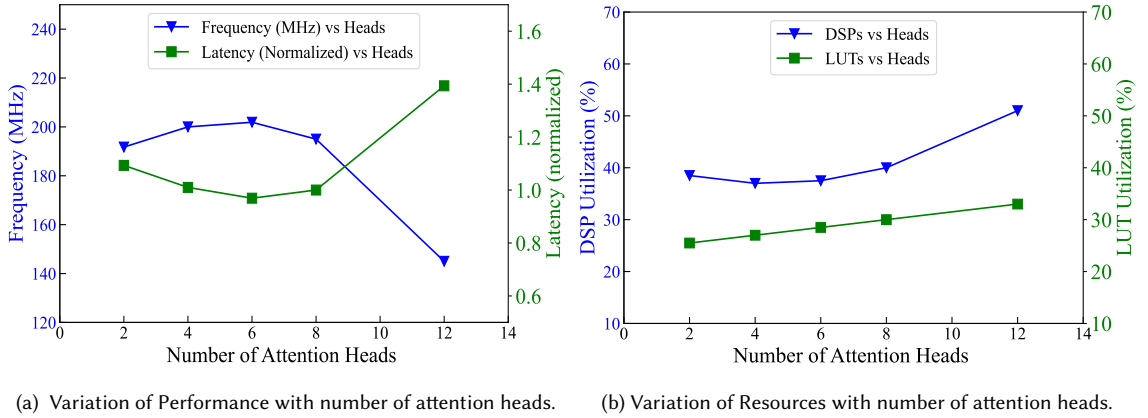 240
220
200
180
160
140
120
Frequency (MHz)
Frequency (MHz) vs Heads
Latency (Normalized) vs Heads
1.6
1.4
1.2
1.0
0.8
0.6
Latency (normalized)
0 2 4 6 8 10 12 14
Number of Attention Heads
(a) Variation of Performance with number of attention heads.
70
60
50
40
30
20
10
DSP Utilization (%)
DSPs vs Heads
LUTs vs Heads
70
60
50
40
30
20
10
LUT Utilization (%)
0 2 4 6 8 10 12 14
Number of Attention Heads
(b) Variation of Resources with number of attention heads.